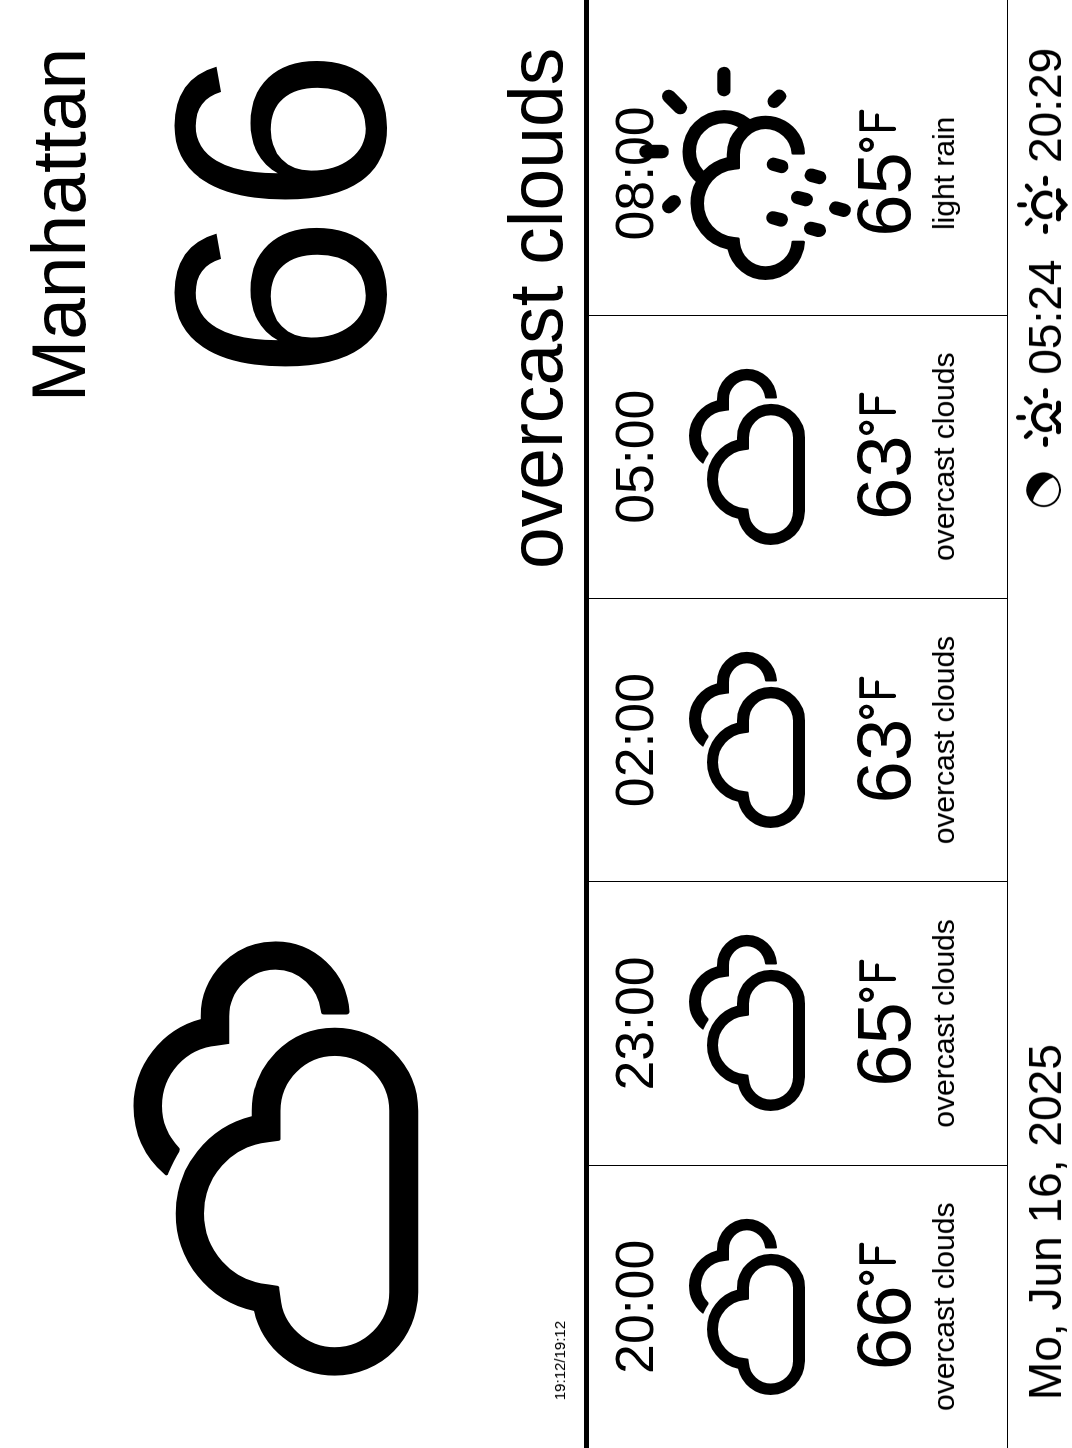 Manhattan
66
overcast clouds
19:12/19:12
20:00
66°F
overcast clouds
23:00
65°F
overcast clouds
02:00
63°F
overcast clouds
05:00
63°F
overcast clouds
08:00
65°F
light rain
Mo, Jun 16, 2025
05:24 20:29